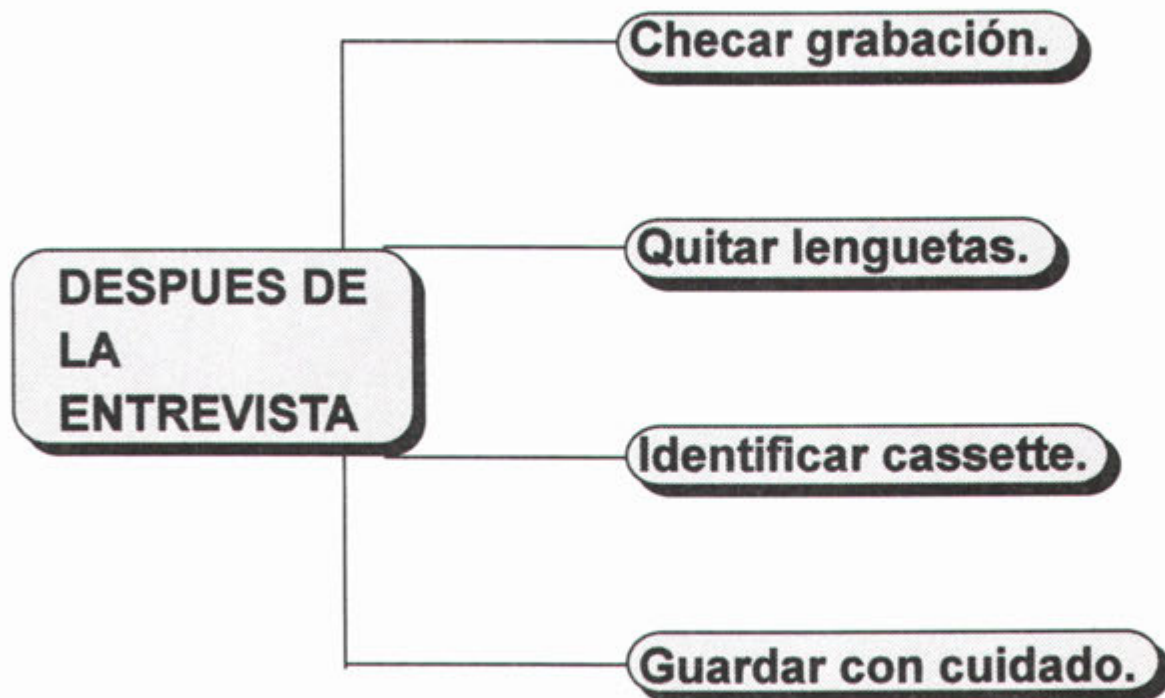 Checar grabación.
Quitar lenguetas.
DESPUES DE
LA
ENTREVISTA
Identificar cassette.
Guardar con cuidado.